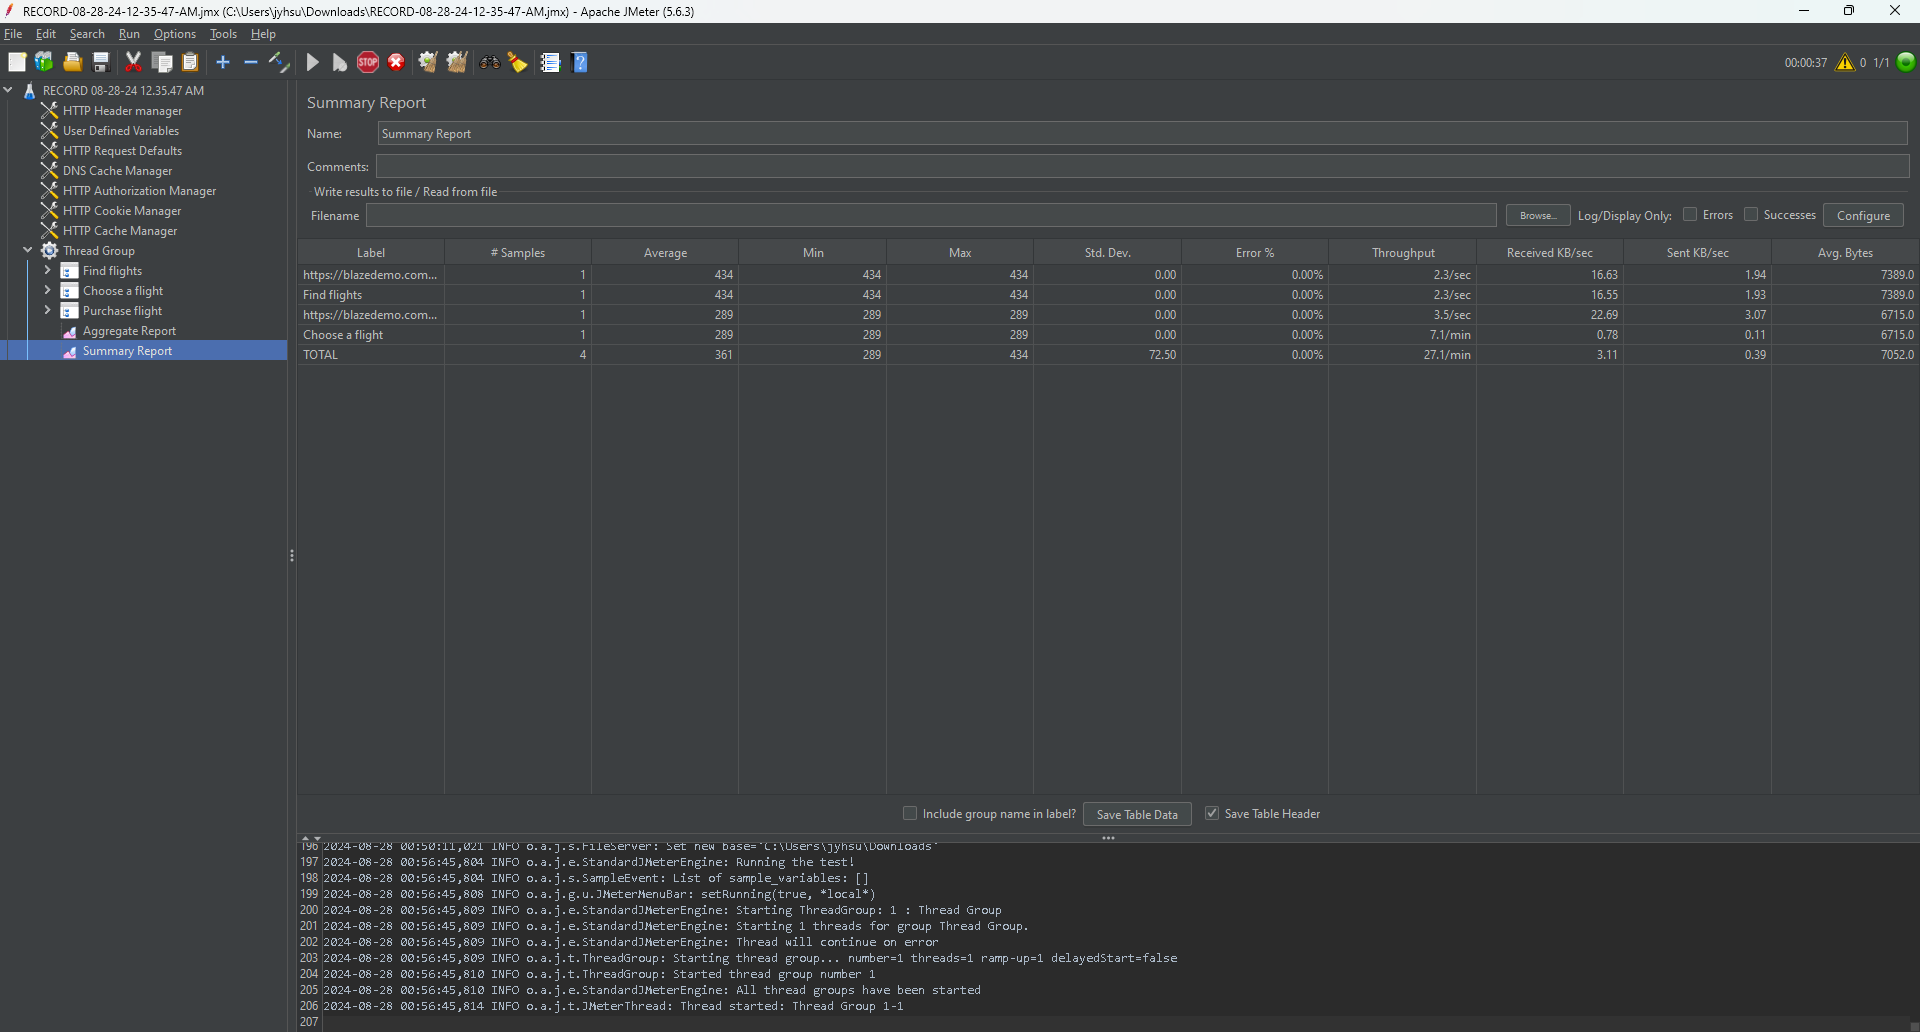 RECORD-08-28-24-12-35-47-AM.jmx (C:\Users\jyhsu\Downloads\RECORD-08-28-24-12-35-47-AM.jmx) - Apache JMeter (5.6.3)
File Edit Search Run Options Tools Help
STOP
00:00:37 0 1/1
RECORD 08-28-24 12.35.47 AM
HTTP Header manager
User Defined Variables
HTTP Request Defaults
DNS Cache Manager
HTTP Authorization Manager
HTTP Cookie Manager
HTTP Cache Manager
Thread Group
Find flights
Choose a flight
Purchase flight
Aggregate Report
Summary Report
Summary Report
Name: Summary Report
Comments:
Write results to file / Read from file
Filename Browse... Log/Display Only: Errors Successes Configure
Label # Samples Average Min Max Std. Dev. Error % Throughput Received KB/sec Sent KB/sec Avg. Bytes
https://blazedemo.com... 1 434 434 434 0.00 0.00% 2.3/sec 16.63 1.94 7389.0
Find flights 1 434 434 434 0.00 0.00% 2.3/sec 16.55 1.93 7389.0
https://blazedemo.com... 1 289 289 289 0.00 0.00% 3.5/sec 22.69 3.07 6715.0
Choose a flight 1 289 289 289 0.00 0.00% 7.1/min 0.78 0.11 6715.0
TOTAL 4 361 289 434 72.50 0.00% 27.1/min 3.11 0.39 7052.0
Include group name in label? Save Table Data Save Table Header
196 2024-08-28 00:50:11,021 INFO o.a.j.s.FileServer: Set new base='C:\Users\jyhsu\Downloads'
197 2024-08-28 00:56:45,804 INFO o.a.j.e.StandardJMeterEngine: Running the test!
198 2024-08-28 00:56:45,804 INFO o.a.j.s.SampleEvent: List of sample_variables: []
199 2024-08-28 00:56:45,808 INFO o.a.j.g.u.JMeterMenuBar: setRunning(true, *local*)
200 2024-08-28 00:56:45,809 INFO o.a.j.e.StandardJMeterEngine: Starting ThreadGroup: 1 : Thread Group
201 2024-08-28 00:56:45,809 INFO o.a.j.e.StandardJMeterEngine: Starting 1 threads for group Thread Group.
202 2024-08-28 00:56:45,809 INFO o.a.j.e.StandardJMeterEngine: Thread will continue on error
203 2024-08-28 00:56:45,809 INFO o.a.j.t.ThreadGroup: Starting thread group... number=1 threads=1 ramp-up=1 delayedStart=false
204 2024-08-28 00:56:45,810 INFO o.a.j.t.ThreadGroup: Started thread group number 1
205 2024-08-28 00:56:45,810 INFO o.a.j.e.StandardJMeterEngine: All thread groups have been started
206 2024-08-28 00:56:45,814 INFO o.a.j.t.JMeterThread: Thread started: Thread Group 1-1
207